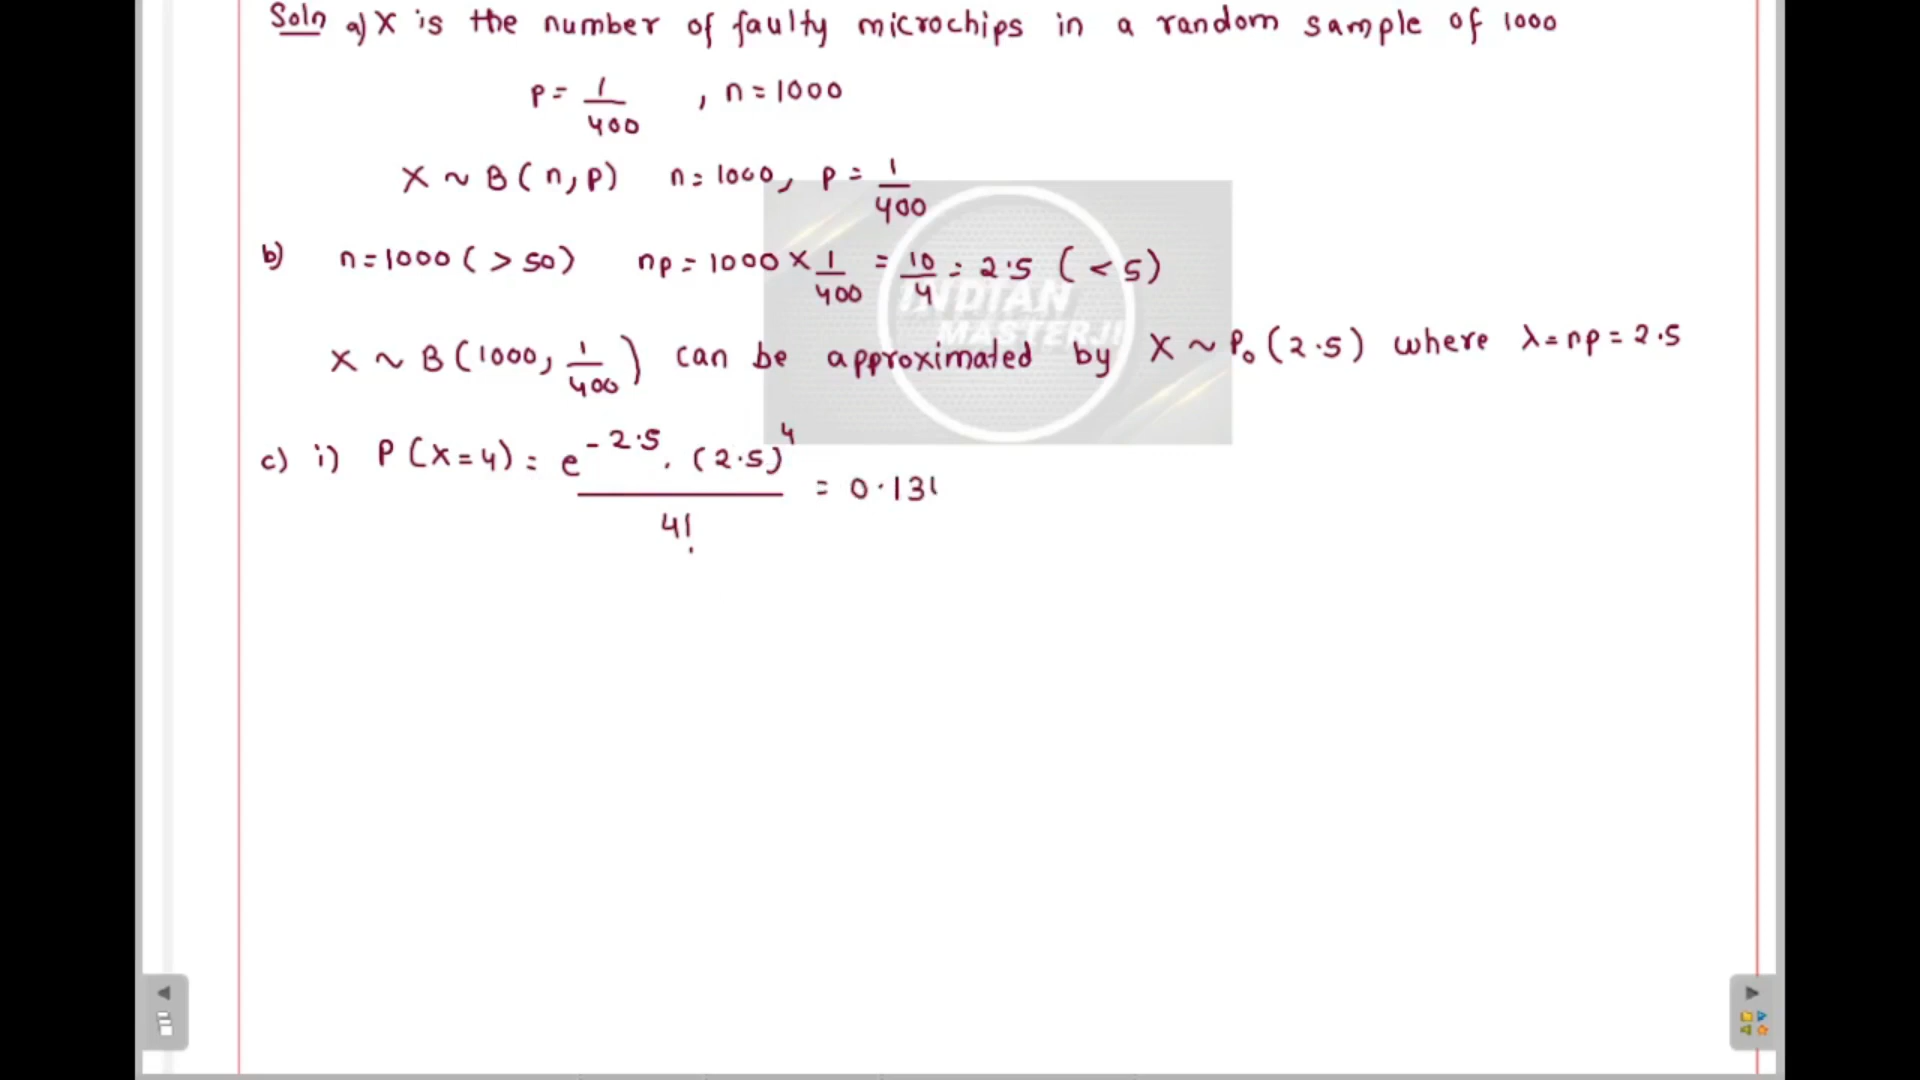 Soln a) X is the number of faulty microchips in a random sample of 1000
p = 1/400 , n = 1000
X ~ B(n,p) n = 1000, p = 1/400
b) n = 1000 (> 50) np = 1000 × 1/400 = 10/4 = 2.5 (< 5)
X ~ B(1000, 1/400) can be approximated by X ~ Po(2.5) where λ = np = 2.5
INDIAN
MASTERJI
c) i) P(X=4) = e^-2.5 . (2.5)^4 / 4! = 0.131